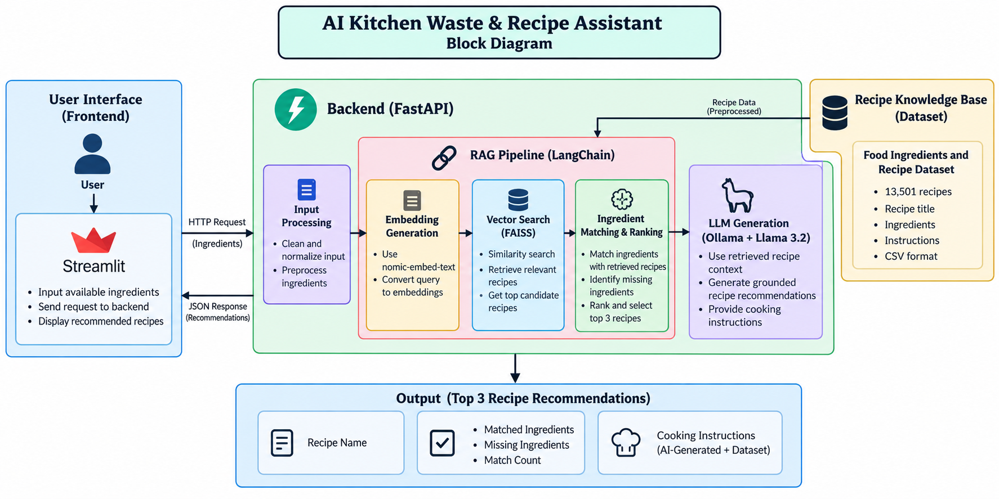 AI Kitchen Waste & Recipe Assistant
Block Diagram
User Interface
(Frontend)
User
Streamlit
• Input available ingredients
• Send request to backend
• Display recommended recipes
HTTP Request
(Ingredients)
JSON Response
(Recommendations)
Backend (FastAPI)
Input
Processing
• Clean and
normalize input
• Preprocess
ingredients
RAG Pipeline (LangChain)
Embedding
Generation
• Use
nomic-embed-text
• Convert query
to embeddings
Vector Search
(FAISS)
• Similarity search
• Retrieve relevant
recipes
• Get top candidate
recipes
Ingredient
Matching & Ranking
• Match ingredients
with retrieved recipes
• Identify missing
ingredients
• Rank and select
top 3 recipes
LLM Generation
(Ollama + Llama 3.2)
• Use retrieved recipe
context
• Generate grounded
recipe recommendations
• Provide cooking
instructions
Recipe Data
(Preprocessed)
Recipe Knowledge Base
(Dataset)
Food Ingredients and
Recipe Dataset
• 13,501 recipes
• Recipe title
• Ingredients
• Instructions
• CSV format
Output (Top 3 Recipe Recommendations)
Recipe Name
• Matched Ingredients
• Missing Ingredients
• Match Count
Cooking Instructions
(AI-Generated + Dataset)